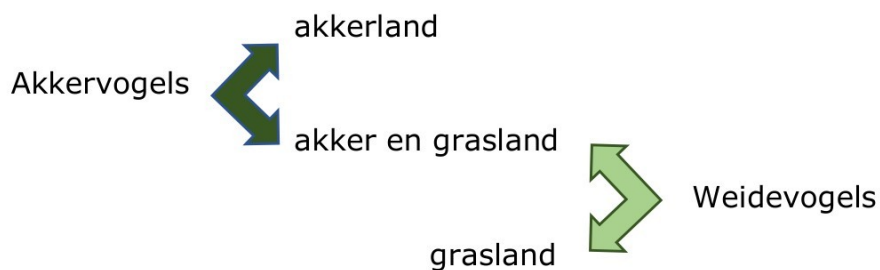 akkerland
Akkervogels
akker en grasland
Weidevogels
grasland